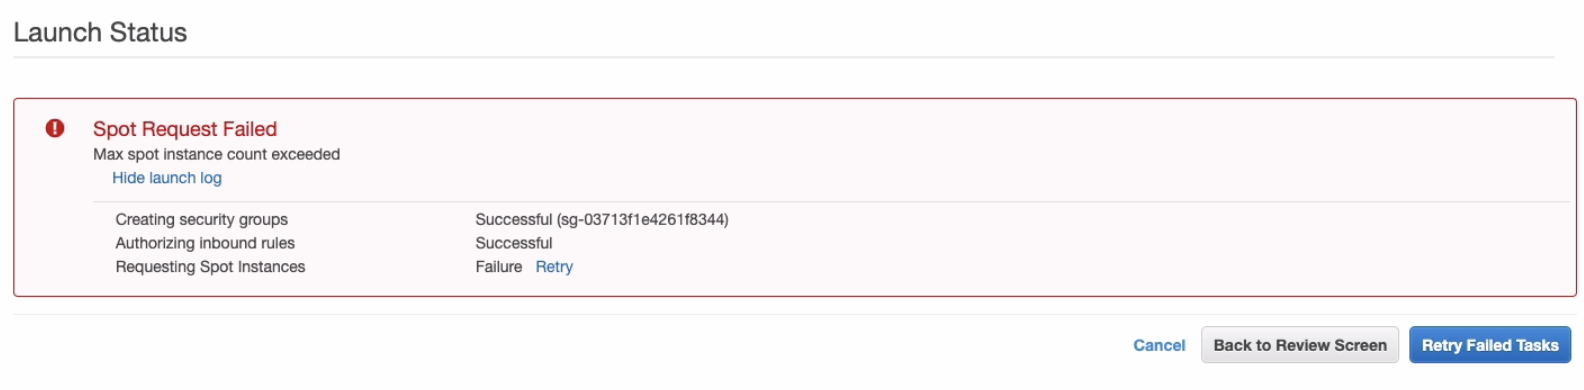 Launch Status
Spot Request Failed
Max spot instance count exceeded
Hide launch log
Creating security groups Successful (sg-03713f1e4261f8344)
Authorizing inbound rules Successful
Requesting Spot Instances Failure Retry
Cancel Back to Review Screen Retry Failed Tasks